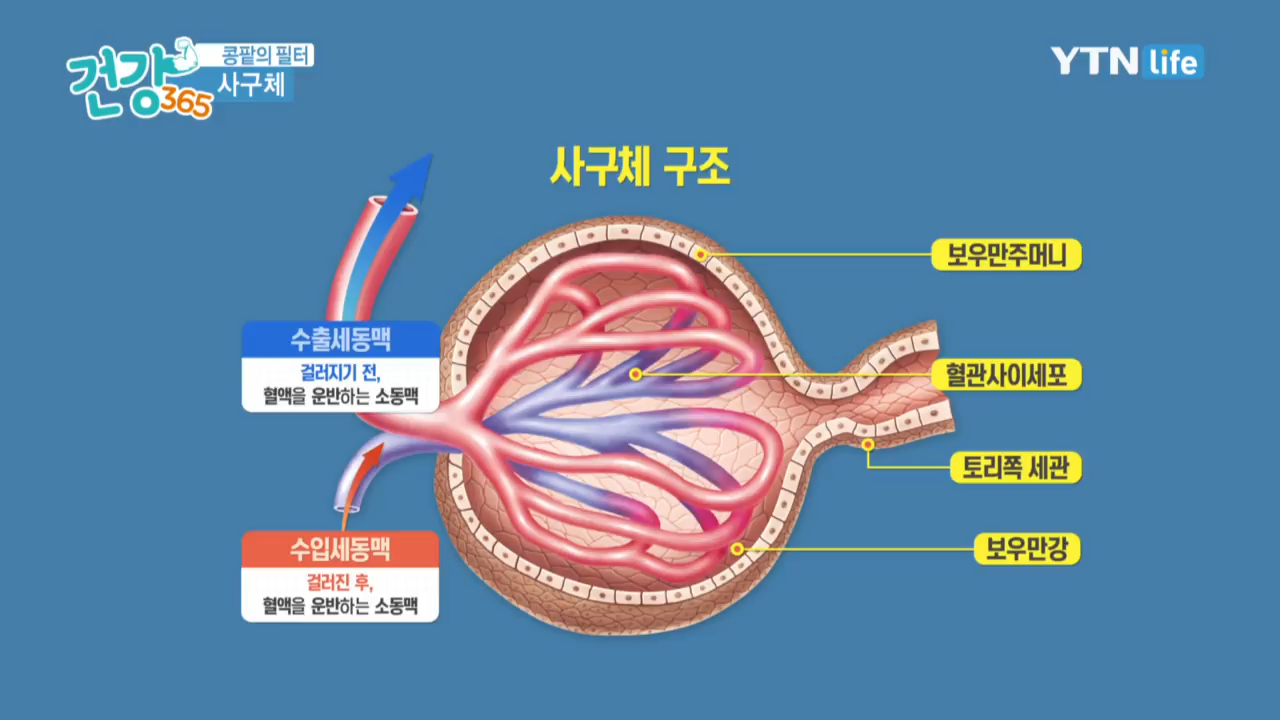 건강 365
콩팥의 필터
사구체
YTN life
사구체 구조
보우만주머니
수출세동맥
걸러지기 전,
혈액을 운반하는 소동맥
혈관사이세포
토리쪽 세관
수입세동맥
걸러진 후,
혈액을 운반하는 소동맥
보우만강